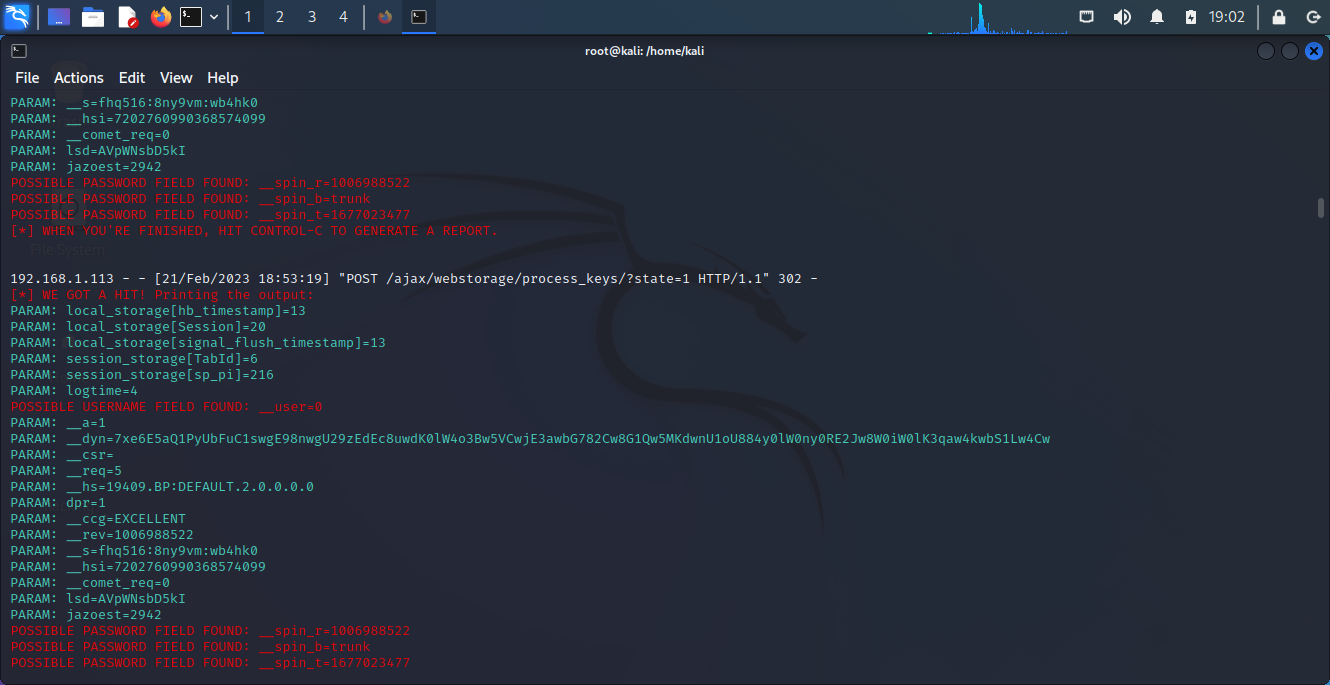 1 2 3 4 19:02
root@kali: /home/kali
File Actions Edit View Help
PARAM: __s=fhq516:8ny9vm:wb4hk0
PARAM: __hsi=7202760990368574099
PARAM: __comet_req=0
PARAM: lsd=AVpWNsbD5kI
PARAM: jazoest=2942
POSSIBLE PASSWORD FIELD FOUND: __spin_r=1006988522
POSSIBLE PASSWORD FIELD FOUND: __spin_b=trunk
POSSIBLE PASSWORD FIELD FOUND: __spin_t=1677023477
[*] WHEN YOU'RE FINISHED, HIT CONTROL-C TO GENERATE A REPORT.
File System
192.168.1.113 - - [21/Feb/2023 18:53:19] "POST /ajax/webstorage/process_keys/?state=1 HTTP/1.1" 302 -
[*] WE GOT A HIT! Printing the output:
PARAM: local_storage[hb_timestamp]=13
PARAM: local_storage[Session]=20
PARAM: local_storage[signal_flush_timestamp]=13
PARAM: session_storage[TabId]=6
PARAM: session_storage[sp_pi]=216
PARAM: logtime=4
POSSIBLE USERNAME FIELD FOUND: __user=0
PARAM: __a=1
PARAM: __dyn=7xe6E5aQ1PyUbFuC1swgE98nwgU29zEdEc8uwdK0lW4o3Bw5VCwjE3awbG782Cw8G1Qw5MKdwnU1oU884y0lW0ny0RE2Jw8W0iW0lK3qaw4kwbS1Lw4Cw
PARAM: __csr=
PARAM: __req=5
PARAM: __hs=19409.BP:DEFAULT.2.0.0.0.0
PARAM: dpr=1
PARAM: __ccg=EXCELLENT
PARAM: __rev=1006988522
PARAM: __s=fhq516:8ny9vm:wb4hk0
PARAM: __hsi=7202760990368574099
PARAM: __comet_req=0
PARAM: lsd=AVpWNsbD5kI
PARAM: jazoest=2942
POSSIBLE PASSWORD FIELD FOUND: __spin_r=1006988522
POSSIBLE PASSWORD FIELD FOUND: __spin_b=trunk
POSSIBLE PASSWORD FIELD FOUND: __spin_t=1677023477